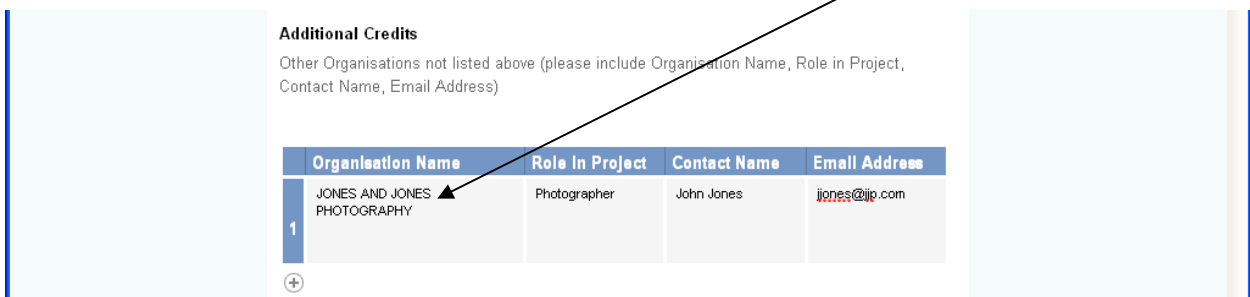 Additional Credits
Other Organisations not listed above (please include Organisation Name, Role in Project,
Contact Name, Email Address)
Organisation Name Role In Project Contact Name Email Address
1 JONES AND JONES Photographer John Jones jjones@jjp.com
PHOTOGRAPHY